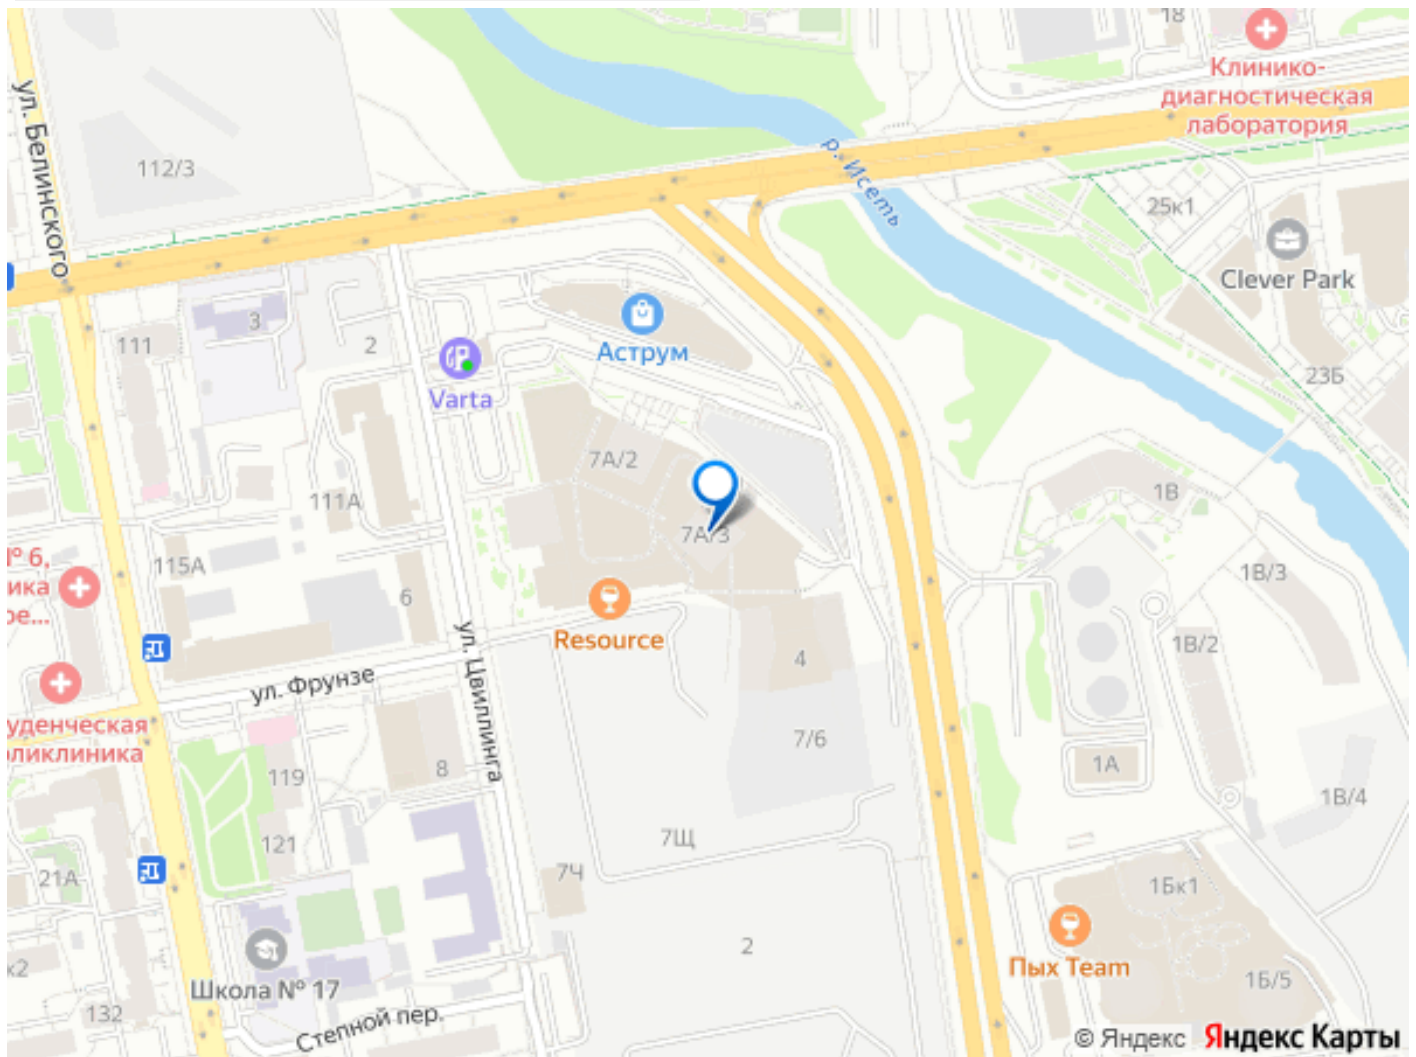 18
Клинико-
диагностическая
лаборатория
ул. Белинского
112/3
р. Исеть
25к1
Clever Park
3
111
2
Аструм
Varta
23Б
7А/2
1В
111А
7А/3
№ 6,
115А
6
1В/3
Resource
ул. Цвиллинга
1В/2
4
ул. Фрунзе
7/6
8
119
1А
1В/4
121
7Щ
7Ч
21А
1Бк1
2
Пых Team
Школа № 17
1Б/5
132
Степной пер.
© Яндекс Яндекс Карты